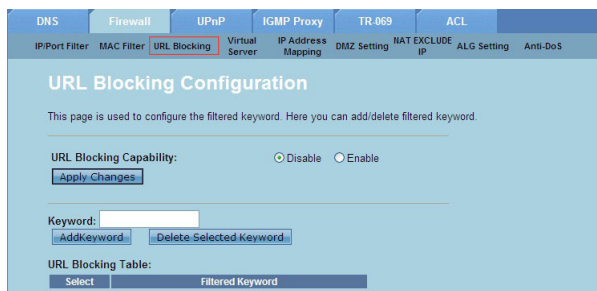 DNS Firewall UPnP IGMP Proxy TR-069 ACL
IP/Port Filter MAC Filter URL Blocking Virtual Server IP Address Mapping DMZ Setting NAT EXCLUDE IP ALG Setting Anti-DoS
URL Blocking Configuration
This page is used to configure the filtered keyword. Here you can add/delete filtered keyword.
URL Blocking Capability: Disable Enable
Apply Changes
Keyword:
AddKeyword Delete Selected Keyword
URL Blocking Table:
Select Filtered Keyword